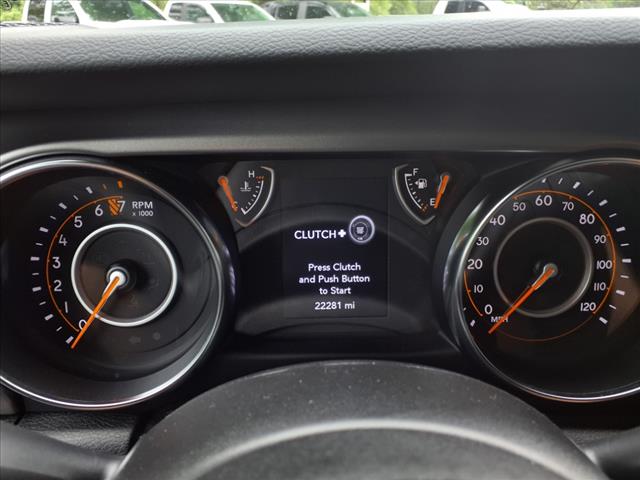 H
F
E
6 7 RPM
x 1000
5
4
3
2
1
0
CLUTCH+
Press Clutch
and Push Button
to Start
22281 mi
50 60 70
40 80
30 90
20 100
10 110
0 MPH 120